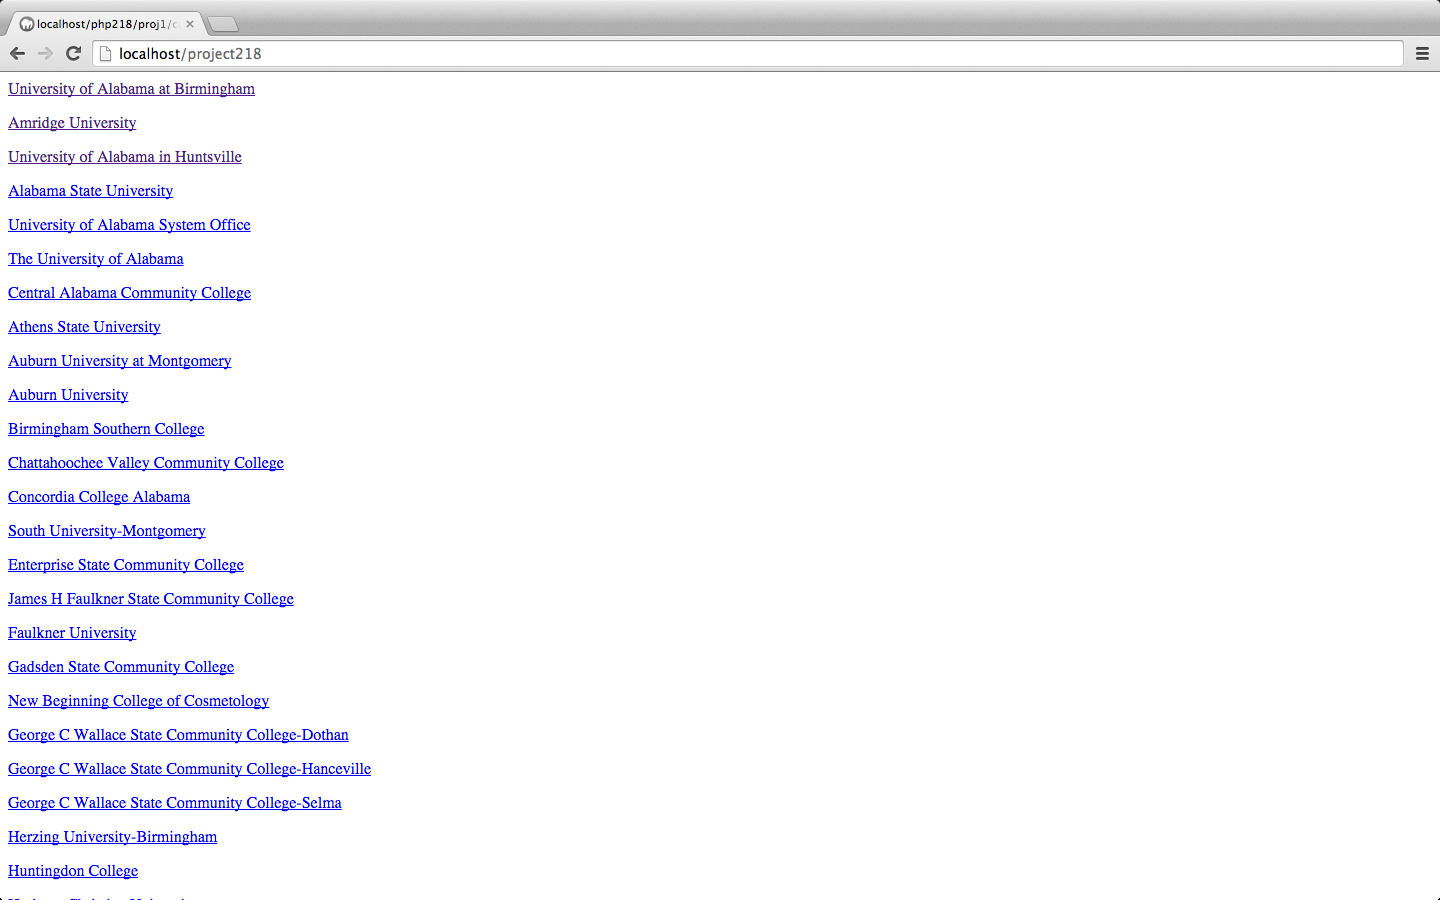 localhost/php218/proj1/c
localhost/project218
University of Alabama at Birmingham
Amridge University
University of Alabama in Huntsville
Alabama State University
University of Alabama System Office
The University of Alabama
Central Alabama Community College
Athens State University
Auburn University at Montgomery
Auburn University
Birmingham Southern College
Chattahoochee Valley Community College
Concordia College Alabama
South University-Montgomery
Enterprise State Community College
James H Faulkner State Community College
Faulkner University
Gadsden State Community College
New Beginning College of Cosmetology
George C Wallace State Community College-Dothan
George C Wallace State Community College-Hanceville
George C Wallace State Community College-Selma
Herzing University-Birmingham
Huntingdon College